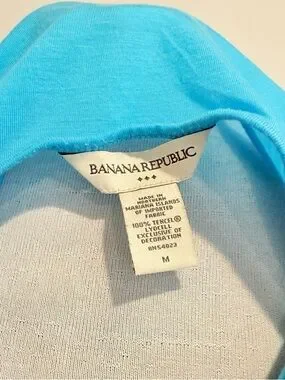 BANANA REPUBLIC
MADE IN
NORTHERN
MARIANA ISLANDS
OF IMPORTED
FABRIC
100% TENCEL®
LYOCELL
EXCLUSIVE OF
DECORATION
RN54023
M